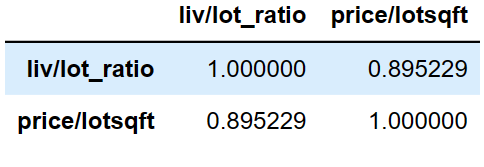 liv/lot_ratio price/lotsqft
liv/lot_ratio 1.000000 0.895229
price/lotsqft 0.895229 1.000000